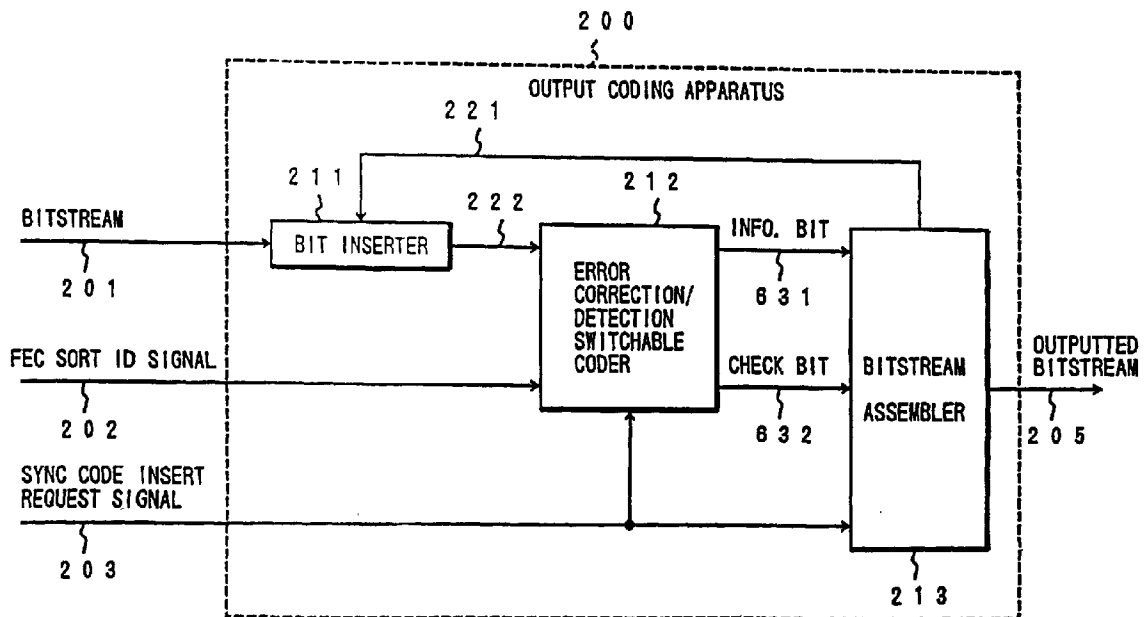 200
OUTPUT CODING APPARATUS
221
211
222
212
BITSTREAM
BIT INSERTER
INFO. BIT
201
ERROR
CORRECTION/
DETECTION
SWITCHABLE
CODER
631
FEC SORT ID SIGNAL
CHECK BIT
BITSTREAM
ASSEMBLER
OUTPUTTED
BITSTREAM
202
632
205
SYNC CODE INSERT
REQUEST SIGNAL
203
213